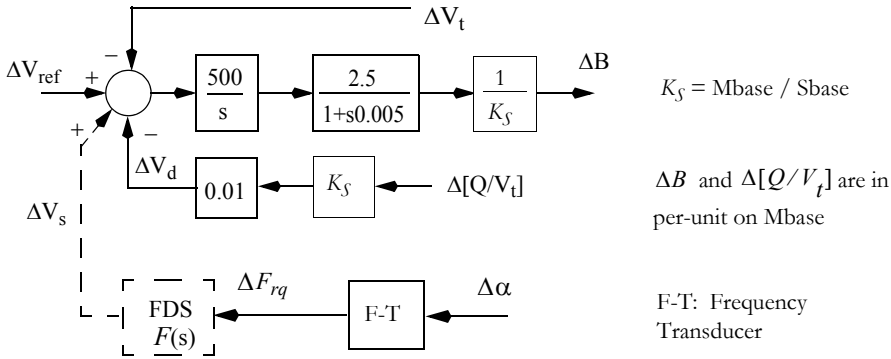 ΔV_t
ΔV_ref
−
+
+
−
500
s
2.5
1+s0.005
1
K_S
ΔB
K_S = Mbase / Sbase
ΔV_d
0.01
K_S
Δ[Q/V_t]
ΔB and Δ[Q/V_t] are in
per-unit on Mbase
ΔV_s
FDS
F(s)
ΔF_rq
F-T
Δα
F-T: Frequency
Transducer